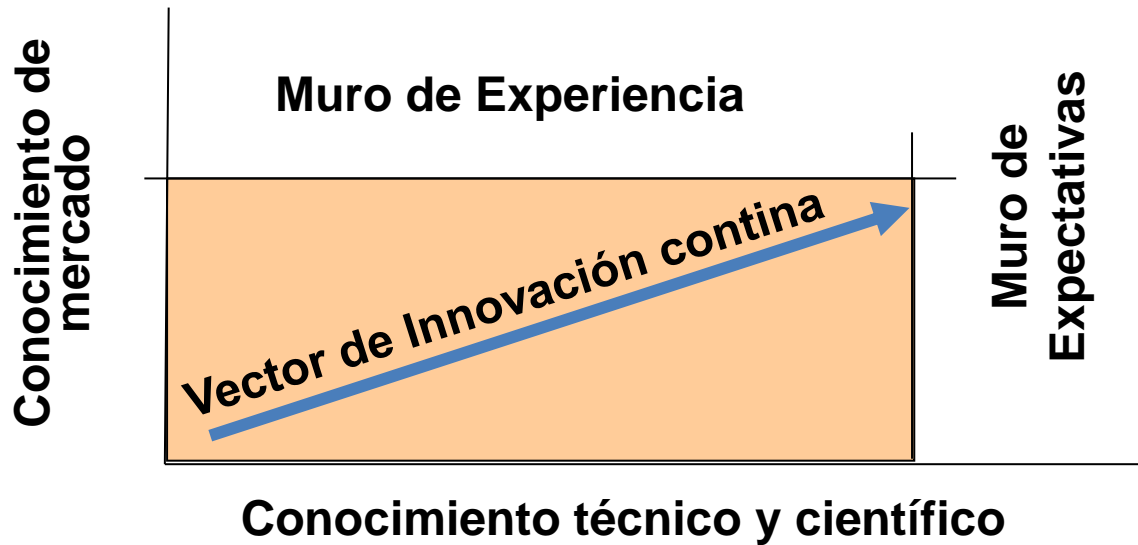 Conocimiento de
mercado
Muro de Experiencia
Muro de
Expectativas
Vector de Innovación contina
Conocimiento técnico y científico